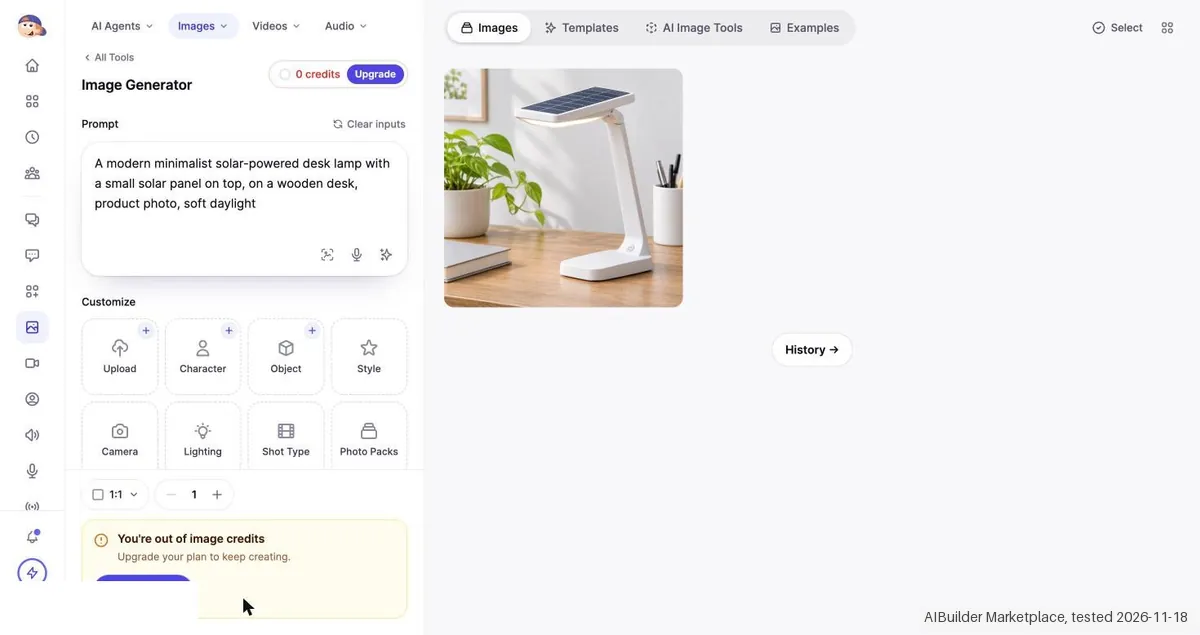 AI Agents
Images
Videos
Audio
All Tools
Image Generator
0 credits
Upgrade
Prompt
Clear inputs
A modern minimalist solar-powered desk lamp with
a small solar panel on top, on a wooden desk,
product photo, soft daylight
Customize
Upload
Character
Object
Style
Camera
Lighting
Shot Type
Photo Packs
1:1
1
You're out of image credits
Upgrade your plan to keep creating.
Images
Templates
AI Image Tools
Examples
Select
History →
AIBuilder Marketplace, tested 2026-11-18